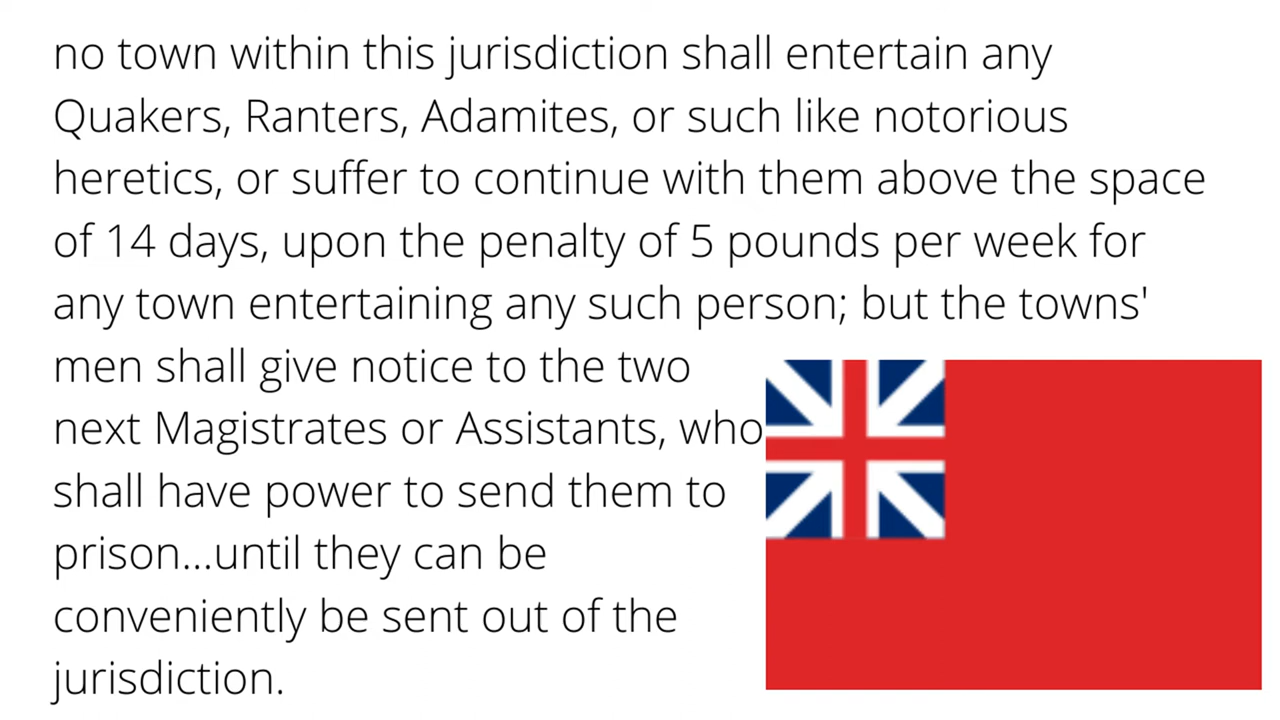 no town within this jurisdiction shall entertain any
Quakers, Ranters, Adamites, or such like notorious
heretics, or suffer to continue with them above the space
of 14 days, upon the penalty of 5 pounds per week for
any town entertaining any such person; but the towns'
men shall give notice to the two
next Magistrates or Assistants, who
shall have power to send them to
prison...until they can be
conveniently be sent out of the
jurisdiction.